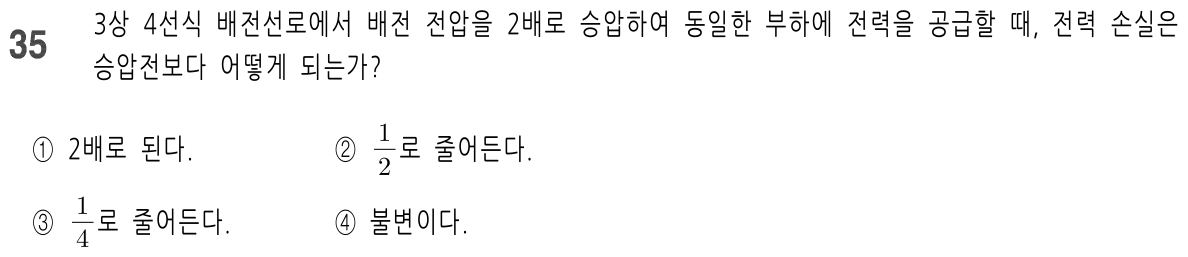 35 3상 4선식 배전선로에서 배전 전압을 2배로 승압하여 동일한 부하에 전력을 공급할 때, 전력 손실은
승압전보다 어떻게 되는가?
① 2배로 된다. ② 1/2로 줄어든다.
③ 1/4로 줄어든다. ④ 불변이다.